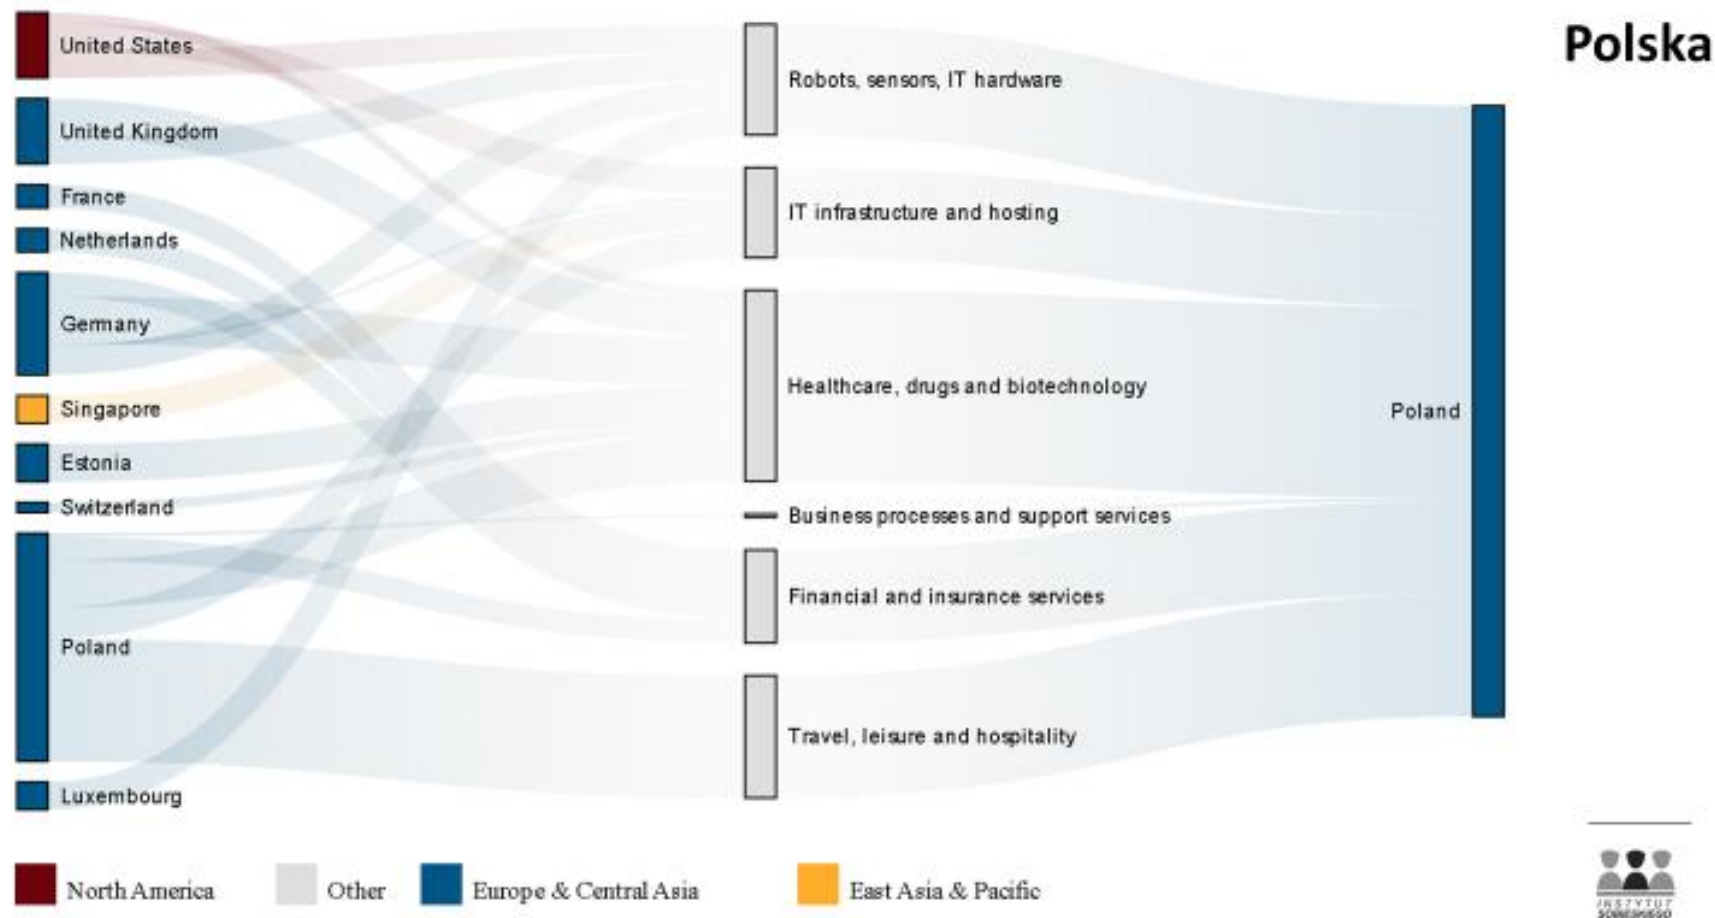 Polska
United States
United Kingdom
France
Netherlands
Germany
Singapore
Estonia
Switzerland
Poland
Luxembourg
Robots, sensors, IT hardware
IT infrastructure and hosting
Healthcare, drugs and biotechnology
Business processes and support services
Financial and insurance services
Travel, leisure and hospitality
Poland
North America
Other
Europe & Central Asia
East Asia & Pacific
INSTYTUT
SOBIESKIEGO